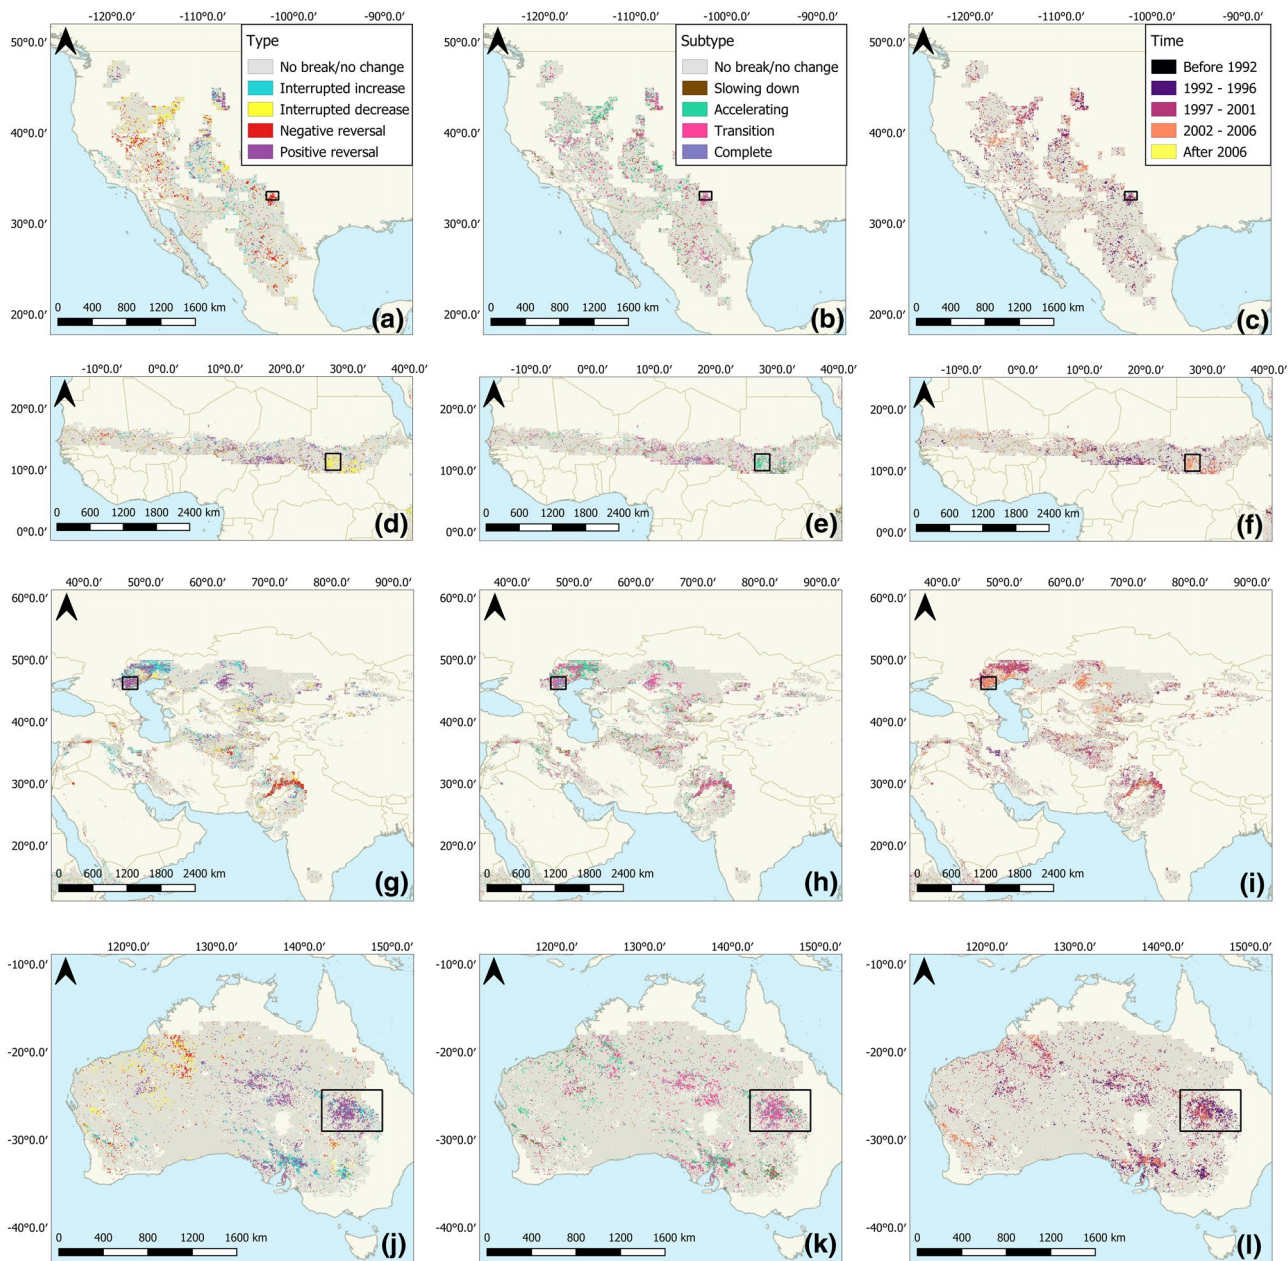 -120°0.0′ -110°0.0′ -100°0.0′ -90°0.0′
50°0.0′
40°0.0′
30°0.0′
20°0.0′
Type
No break/no change
Interrupted increase
Interrupted decrease
Negative reversal
Positive reversal
0 400 800 1200 1600 km
(a)
-120°0.0′ -110°0.0′ -100°0.0′ -90°0.0′
Subtype
No break/no change
Slowing down
Accelerating
Transition
Complete
0 400 800 1200 1600 km
(b)
-120°0.0′ -110°0.0′ -100°0.0′ -90°0.0′
50°0.0′
40°0.0′
30°0.0′
20°0.0′
Time
Before 1992
1992 - 1996
1997 - 2001
2002 - 2006
After 2006
0 400 800 1200 1600 km
(c)
-10°0.0′ 0°0.0′ 10°0.0′ 20°0.0′ 30°0.0′ 40°0.0′
20°0.0′
10°0.0′
0°0.0′
0 600 1200 1800 2400 km
(d)
-10°0.0′ 0°0.0′ 10°0.0′ 20°0.0′ 30°0.0′ 40°0.0′
20°0.0′
10°0.0′
0°0.0′
0 600 1200 1800 2400 km
(e)
-10°0.0′ 0°0.0′ 10°0.0′ 20°0.0′ 30°0.0′ 40°0.0′
20°0.0′
10°0.0′
0°0.0′
0 600 1200 1800 2400 km
(f)
40°0.0′ 50°0.0′ 60°0.0′ 70°0.0′ 80°0.0′ 90°0.0′
60°0.0′
50°0.0′
40°0.0′
30°0.0′
20°0.0′
0 600 1200 1800 2400 km
(g)
40°0.0′ 50°0.0′ 60°0.0′ 70°0.0′ 80°0.0′ 90°0.0′
60°0.0′
50°0.0′
40°0.0′
30°0.0′
20°0.0′
0 600 1200 1800 2400 km
(h)
40°0.0′ 50°0.0′ 60°0.0′ 70°0.0′ 80°0.0′ 90°0.0′
60°0.0′
50°0.0′
40°0.0′
30°0.0′
20°0.0′
0 600 1200 1800 2400 km
(i)
120°0.0′ 130°0.0′ 140°0.0′ 150°0.0′
-10°0.0′
-20°0.0′
-30°0.0′
-40°0.0′
0 400 800 1200 1600 km
(j)
120°0.0′ 130°0.0′ 140°0.0′ 150°0.0′
-10°0.0′
-20°0.0′
-30°0.0′
-40°0.0′
0 400 800 1200 1600 km
(k)
120°0.0′ 130°0.0′ 140°0.0′ 150°0.0′
-10°0.0′
-20°0.0′
-30°0.0′
-40°0.0′
0 400 800 1200 1600 km
(l)